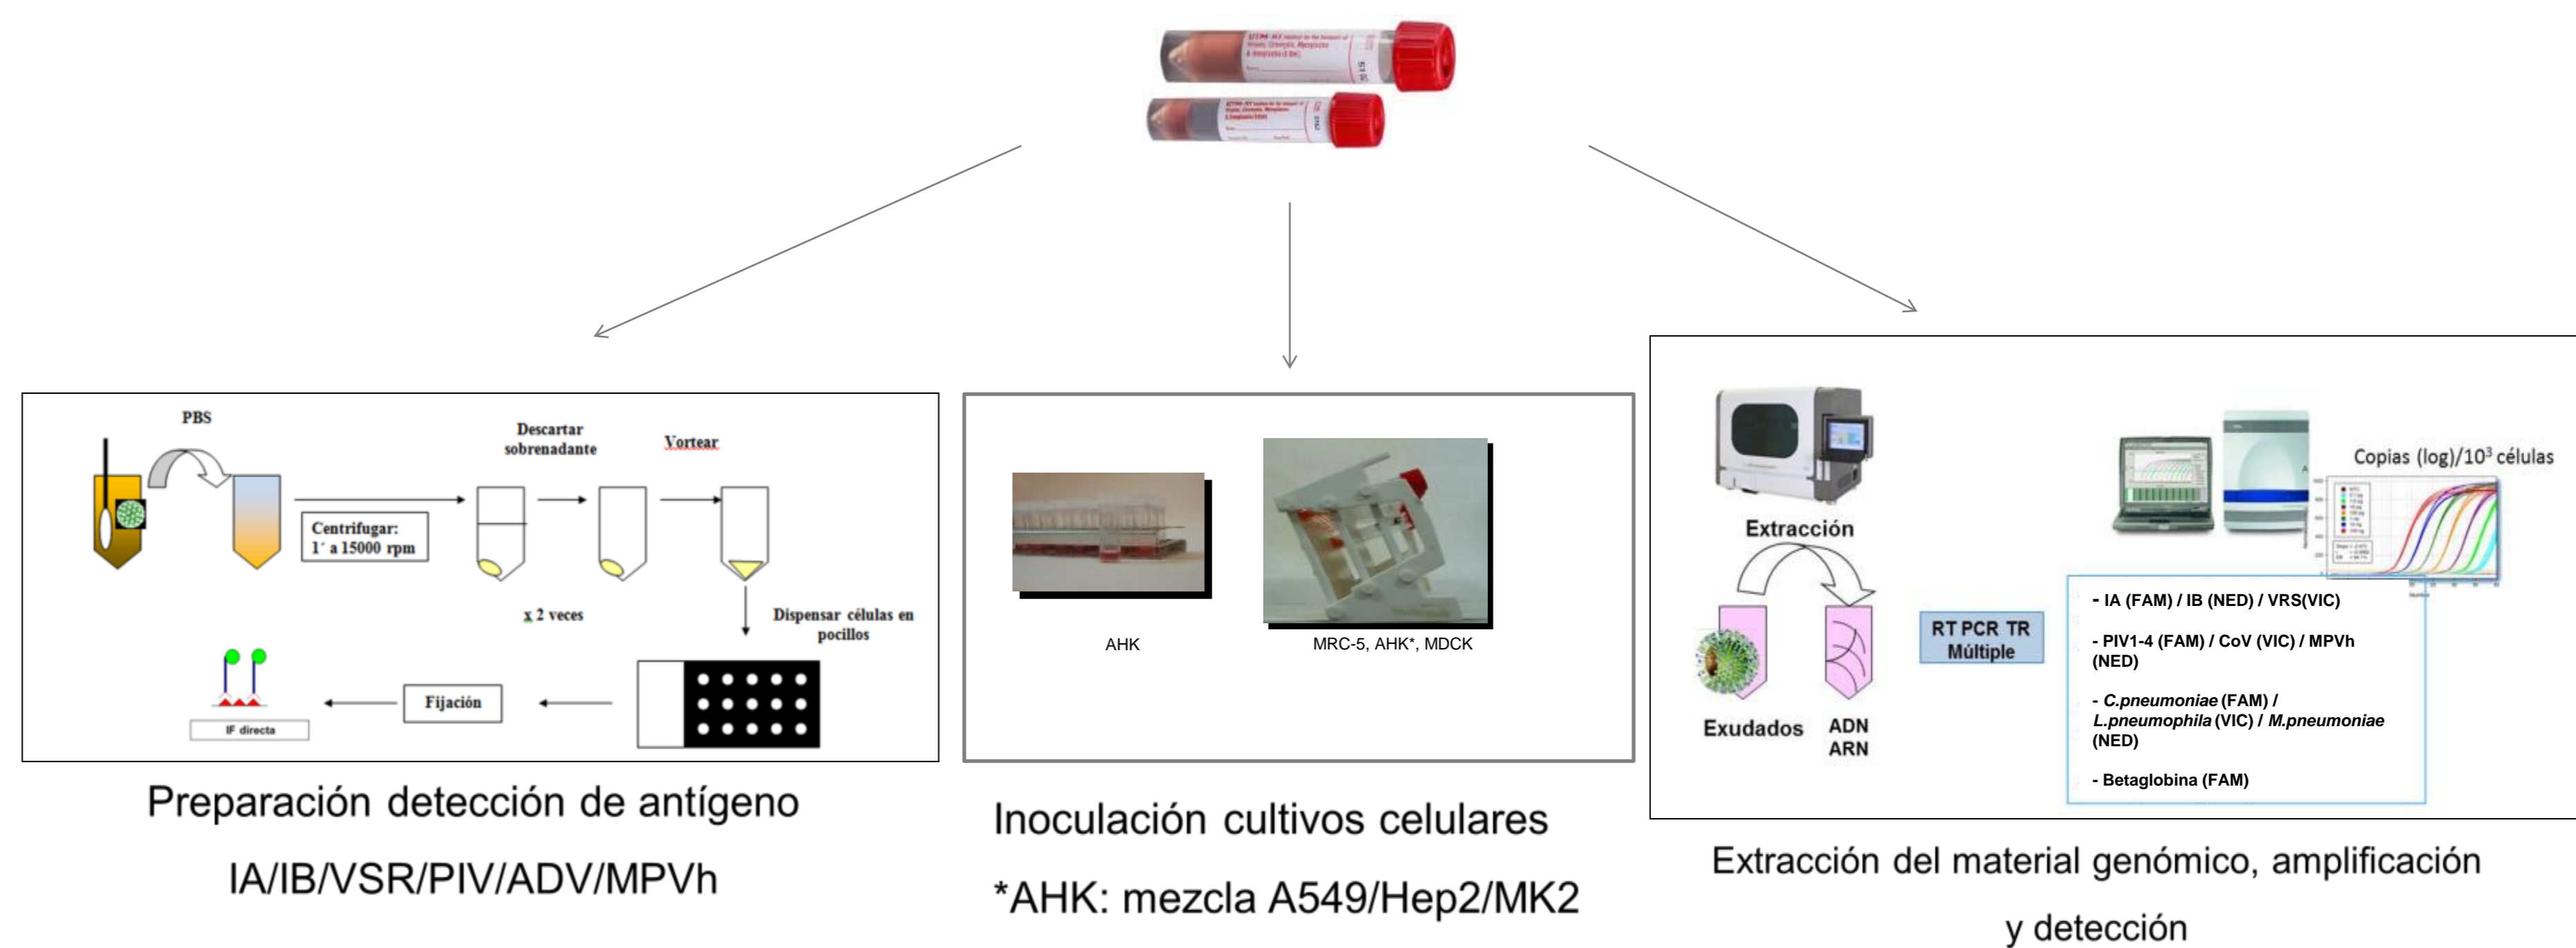 UTM-RT
PBS
Descartar
sobrenadante
Vortear
Centrifugar:
1´ a 15000 rpm
x 2 veces
Dispensar células en
pocillos
Fijación
IF directa
Preparación detección de antígeno
IA/IB/VSR/PIV/ADV/MPVh
AHK
MRC-5, AHK*, MDCK
Inoculación cultivos celulares
*AHK: mezcla A549/Hep2/MK2
Extracción
Exudados
ADN
ARN
RT PCR TR
Múltiple
Copias (log)/10³ células
- IA (FAM) / IB (NED) / VRS(VIC)
- PIV1-4 (FAM) / CoV (VIC) / MPVh
(NED)
- C.pneumoniae (FAM) /
L.pneumophila (VIC) / M.pneumoniae
(NED)
- Betaglobina (FAM)
Extracción del material genómico, amplificación
y detección